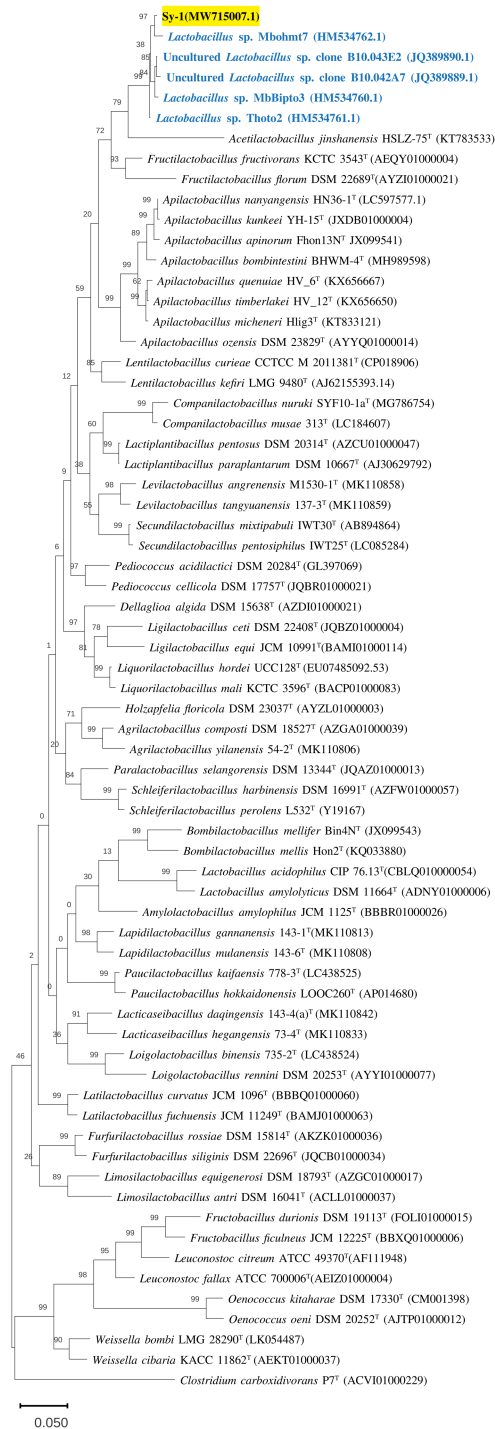 97
Sy-1(MW715007.1)
Lactobacillus sp. Mbohmt7 (HM534762.1)
38
85
Uncultured Lactobacillus sp. clone B10.043E2 (JQ389890.1)
84
99
Uncultured Lactobacillus sp. clone B10.042A7 (JQ389889.1)
Lactobacillus sp. MbBipto3 (HM534760.1)
79
Lactobacillus sp. Thoto2 (HM534761.1)
72
Acetilactobacillus jinshanensis HSLZ-75ᵀ (KT783533)
93
Fructilactobacillus fructivorans KCTC 3543ᵀ (AEQY01000004)
Fructilactobacillus florum DSM 22689ᵀ(AYZI01000021)
99
Apilactobacillus nanyangensis HN36-1ᵀ (LC597577.1)
20
99
Apilactobacillus kunkeei YH-15ᵀ (JXDB01000004)
89
Apilactobacillus apinorum Fhon13Nᵀ JX099541)
99
Apilactobacillus bombintestini BHWM-4ᵀ (MH989598)
62
Apilactobacillus quenuiae HV_6ᵀ (KX656667)
59
99
99
Apilactobacillus timberlakei HV_12ᵀ (KX656650)
Apilactobacillus micheneri Hlig3ᵀ (KT833121)
Apilactobacillus ozensis DSM 23829ᵀ (AYYQ01000014)
85
Lentilactobacillus curieae CCTCC M 2011381ᵀ (CP018906)
12
Lentilactobacillus kefiri LMG 9480ᵀ (AJ62155393.14)
99
Companilactobacillus nuruki SYF10-1aᵀ (MG786754)
60
Companilactobacillus musae 313ᵀ (LC184607)
99
Lactiplantibacillus pentosus DSM 20314ᵀ (AZCU01000047)
38
9
Lactiplantibacillus paraplantarum DSM 10667ᵀ (AJ30629792)
98
Levilactobacillus angrenensis M1530-1ᵀ (MK110858)
55
Levilactobacillus tangyuanensis 137-3ᵀ (MK110859)
99
Secundilactobacillus mixtipabuli IWT30ᵀ (AB894864)
6
Secundilactobacillus pentosiphilus IWT25ᵀ (LC085284)
97
Pediococcus acidilactici DSM 20284ᵀ (GL397069)
Pediococcus cellicola DSM 17757ᵀ (JQBR01000021)
97
Dellaglioa algida DSM 15638ᵀ (AZDI01000021)
78
Ligilactobacillus ceti DSM 22408ᵀ (JQBZ01000004)
1
81
Ligilactobacillus equi JCM 10991ᵀ(BAMI01000114)
99
Liquorilactobacillus hordei UCC128ᵀ (EU07485092.53)
Liquorilactobacillus mali KCTC 3596ᵀ (BACP01000083)
71
Holzapfelia floricola DSM 23037ᵀ (AYZL01000003)
99
Agrilactobacillus composti DSM 18527ᵀ (AZGA01000039)
20
Agrilactobacillus yilanensis 54-2ᵀ (MK110806)
84
Paralactobacillus selangorensis DSM 13344ᵀ (JQAZ01000013)
99
Schleiferilactobacillus harbinensis DSM 16991ᵀ (AZFW01000057)
Schleiferilactobacillus perolens L532ᵀ (Y19167)
0
99
Bombilactobacillus mellifer Bin4Nᵀ (JX099543)
13
Bombilactobacillus mellis Hon2ᵀ (KQ033880)
99
Lactobacillus acidophilus CIP 76.13ᵀ(CBLQ010000054)
30
Lactobacillus amylolyticus DSM 11664ᵀ (ADNY01000006)
0
Amylolactobacillus amylophilus JCM 1125ᵀ (BBBR01000026)
98
Lapidilactobacillus gannanensis 143-1ᵀ(MK110813)
0
Lapidilactobacillus mulanensis 143-6ᵀ (MK110808)
2
99
Paucilactobacillus kaifaensis 778-3ᵀ (LC438525)
0
Paucilactobacillus hokkaidonensis LOOC260ᵀ (AP014680)
91
Lacticaseibacillus daqingensis 143-4(a)ᵀ (MK110842)
36
Lacticaseibacillus hegangensis 73-4ᵀ (MK110833)
99
Loigolactobacillus binensis 735-2ᵀ (LC438524)
46
Loigolactobacillus rennini DSM 20253ᵀ (AYYI01000077)
99
Latilactobacillus curvatus JCM 1096ᵀ (BBBQ01000060)
Latilactobacillus fuchuensis JCM 11249ᵀ (BAMJ01000063)
99
Furfurilactobacillus rossiae DSM 15814ᵀ (AKZK01000036)
26
Furfurilactobacillus siliginis DSM 22696ᵀ (JQCB01000034)
89
Limosilactobacillus equigenerosi DSM 18793ᵀ (AZGC01000017)
Limosilactobacillus antri DSM 16041ᵀ (ACLL01000037)
99
Fructobacillus durionis DSM 19113ᵀ (FOLI01000015)
99
Fructobacillus ficulneus JCM 12225ᵀ (BBXQ01000006)
95
Leuconostoc citreum ATCC 49370ᵀ(AF111948)
98
Leuconostoc fallax ATCC 700006ᵀ(AEIZ01000004)
99
Oenococcus kitaharae DSM 17330ᵀ (CM001398)
99
Oenococcus oeni DSM 20252ᵀ (AJTP01000012)
90
Weissella bombi LMG 28290ᵀ (LK054487)
Weissella cibaria KACC 11862ᵀ (AEKT01000037)
Clostridium carboxidivorans P7ᵀ (ACVI01000229)
0.050